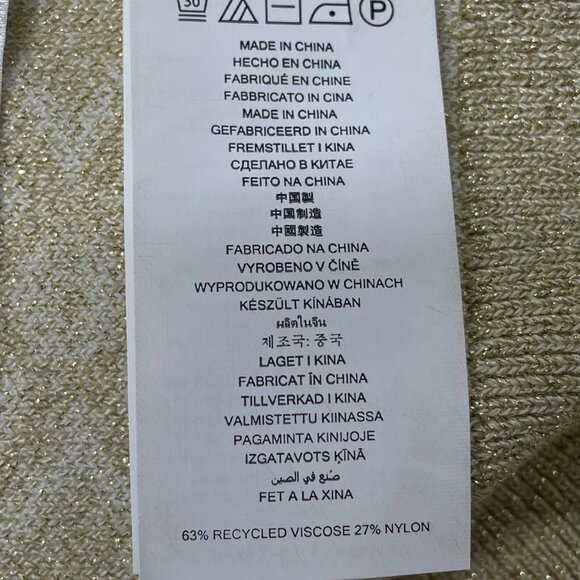 30 P
MADE IN CHINA
HECHO EN CHINA
FABRIQUÉ EN CHINE
FABBRICATO IN CINA
MADE IN CHINA
GEFABRICEERD IN CHINA
FREMSTILLET I KINA
СДЕЛАНО В КИТАЕ
FEITO NA CHINA
中国製
中国制造
中國製造
FABRICADO NA CHINA
VYROBENO V ČÍNĚ
WYPRODUKOWANO W CHINACH
KÉSZÜLT KÍNÁBAN
ผลิตในจีน
제조국: 중국
LAGET I KINA
FABRICAT ÎN CHINA
TILLVERKAD I KINA
VALMISTETTU KIINASSA
PAGAMINTA KINIJOJE
IZGATAVOTS ĶĪNĀ
صُنع في الصين
FET A LA XINA
63% RECYCLED VISCOSE 27% NYLON